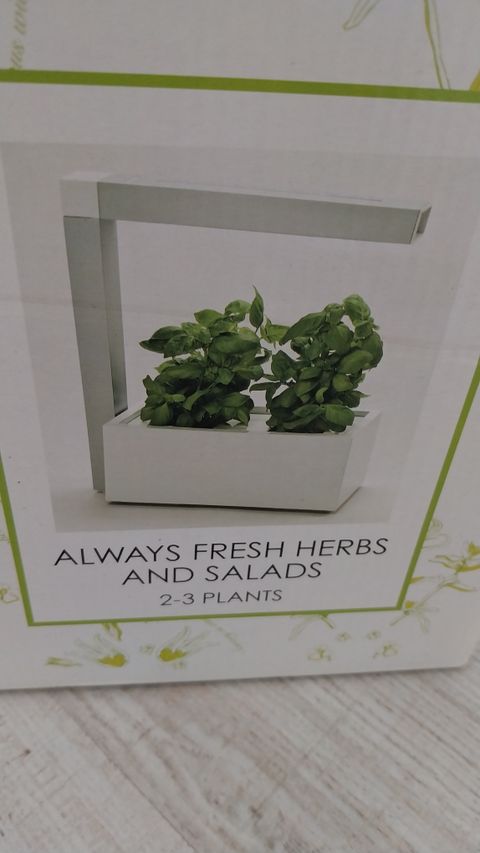 ALWAYS FRESH HERBS
AND SALADS
2-3 PLANTS